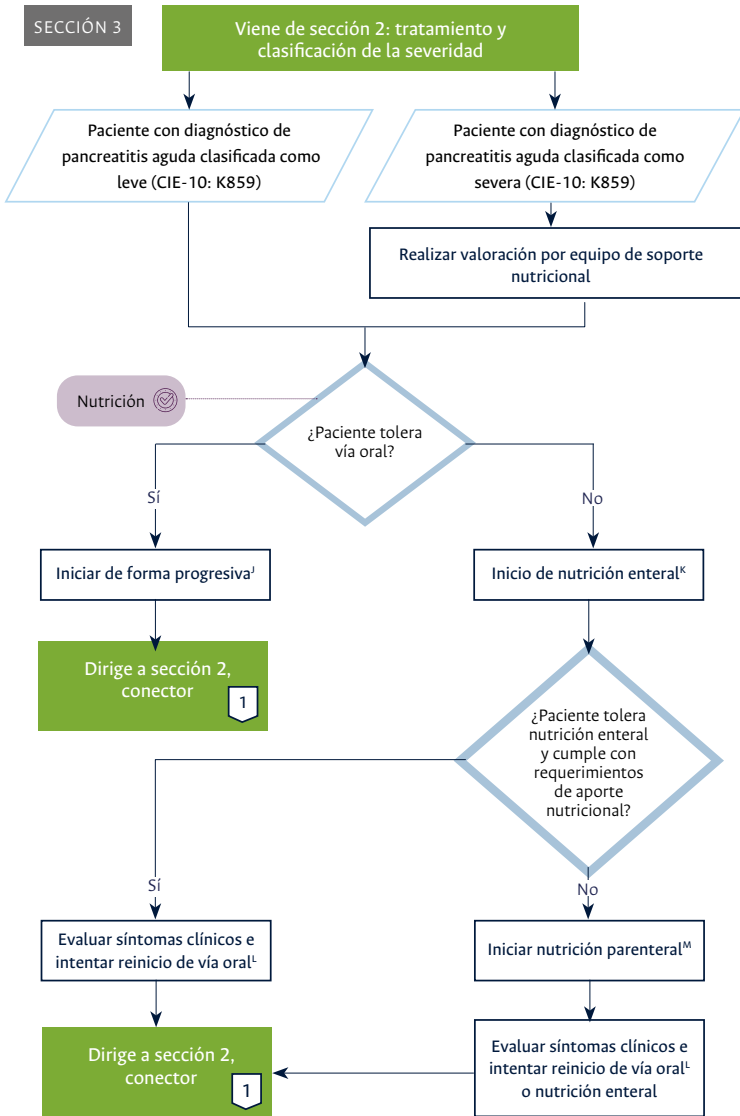 SECCIÓN 3
Viene de sección 2: tratamiento y
clasificación de la severidad
Paciente con diagnóstico de
pancreatitis aguda clasificada como
leve (CIE-10: K859)
Paciente con diagnóstico de
pancreatitis aguda clasificada como
severa (CIE-10: K859)
Realizar valoración por equipo de soporte
nutricional
Nutrición
¿Paciente tolera
vía oral?
Sí
No
Iniciar de forma progresivaᴶ
Inicio de nutrición enteralᴷ
Dirige a sección 2,
conector
1
¿Paciente tolera
nutrición enteral
y cumple con
requerimientos
de aporte
nutricional?
Sí
No
Evaluar síntomas clínicos e
intentar reinicio de vía oralᴸ
Iniciar nutrición parenteralᴹ
Dirige a sección 2,
conector
1
Evaluar síntomas clínicos e
intentar reinicio de vía oralᴸ
o nutrición enteral